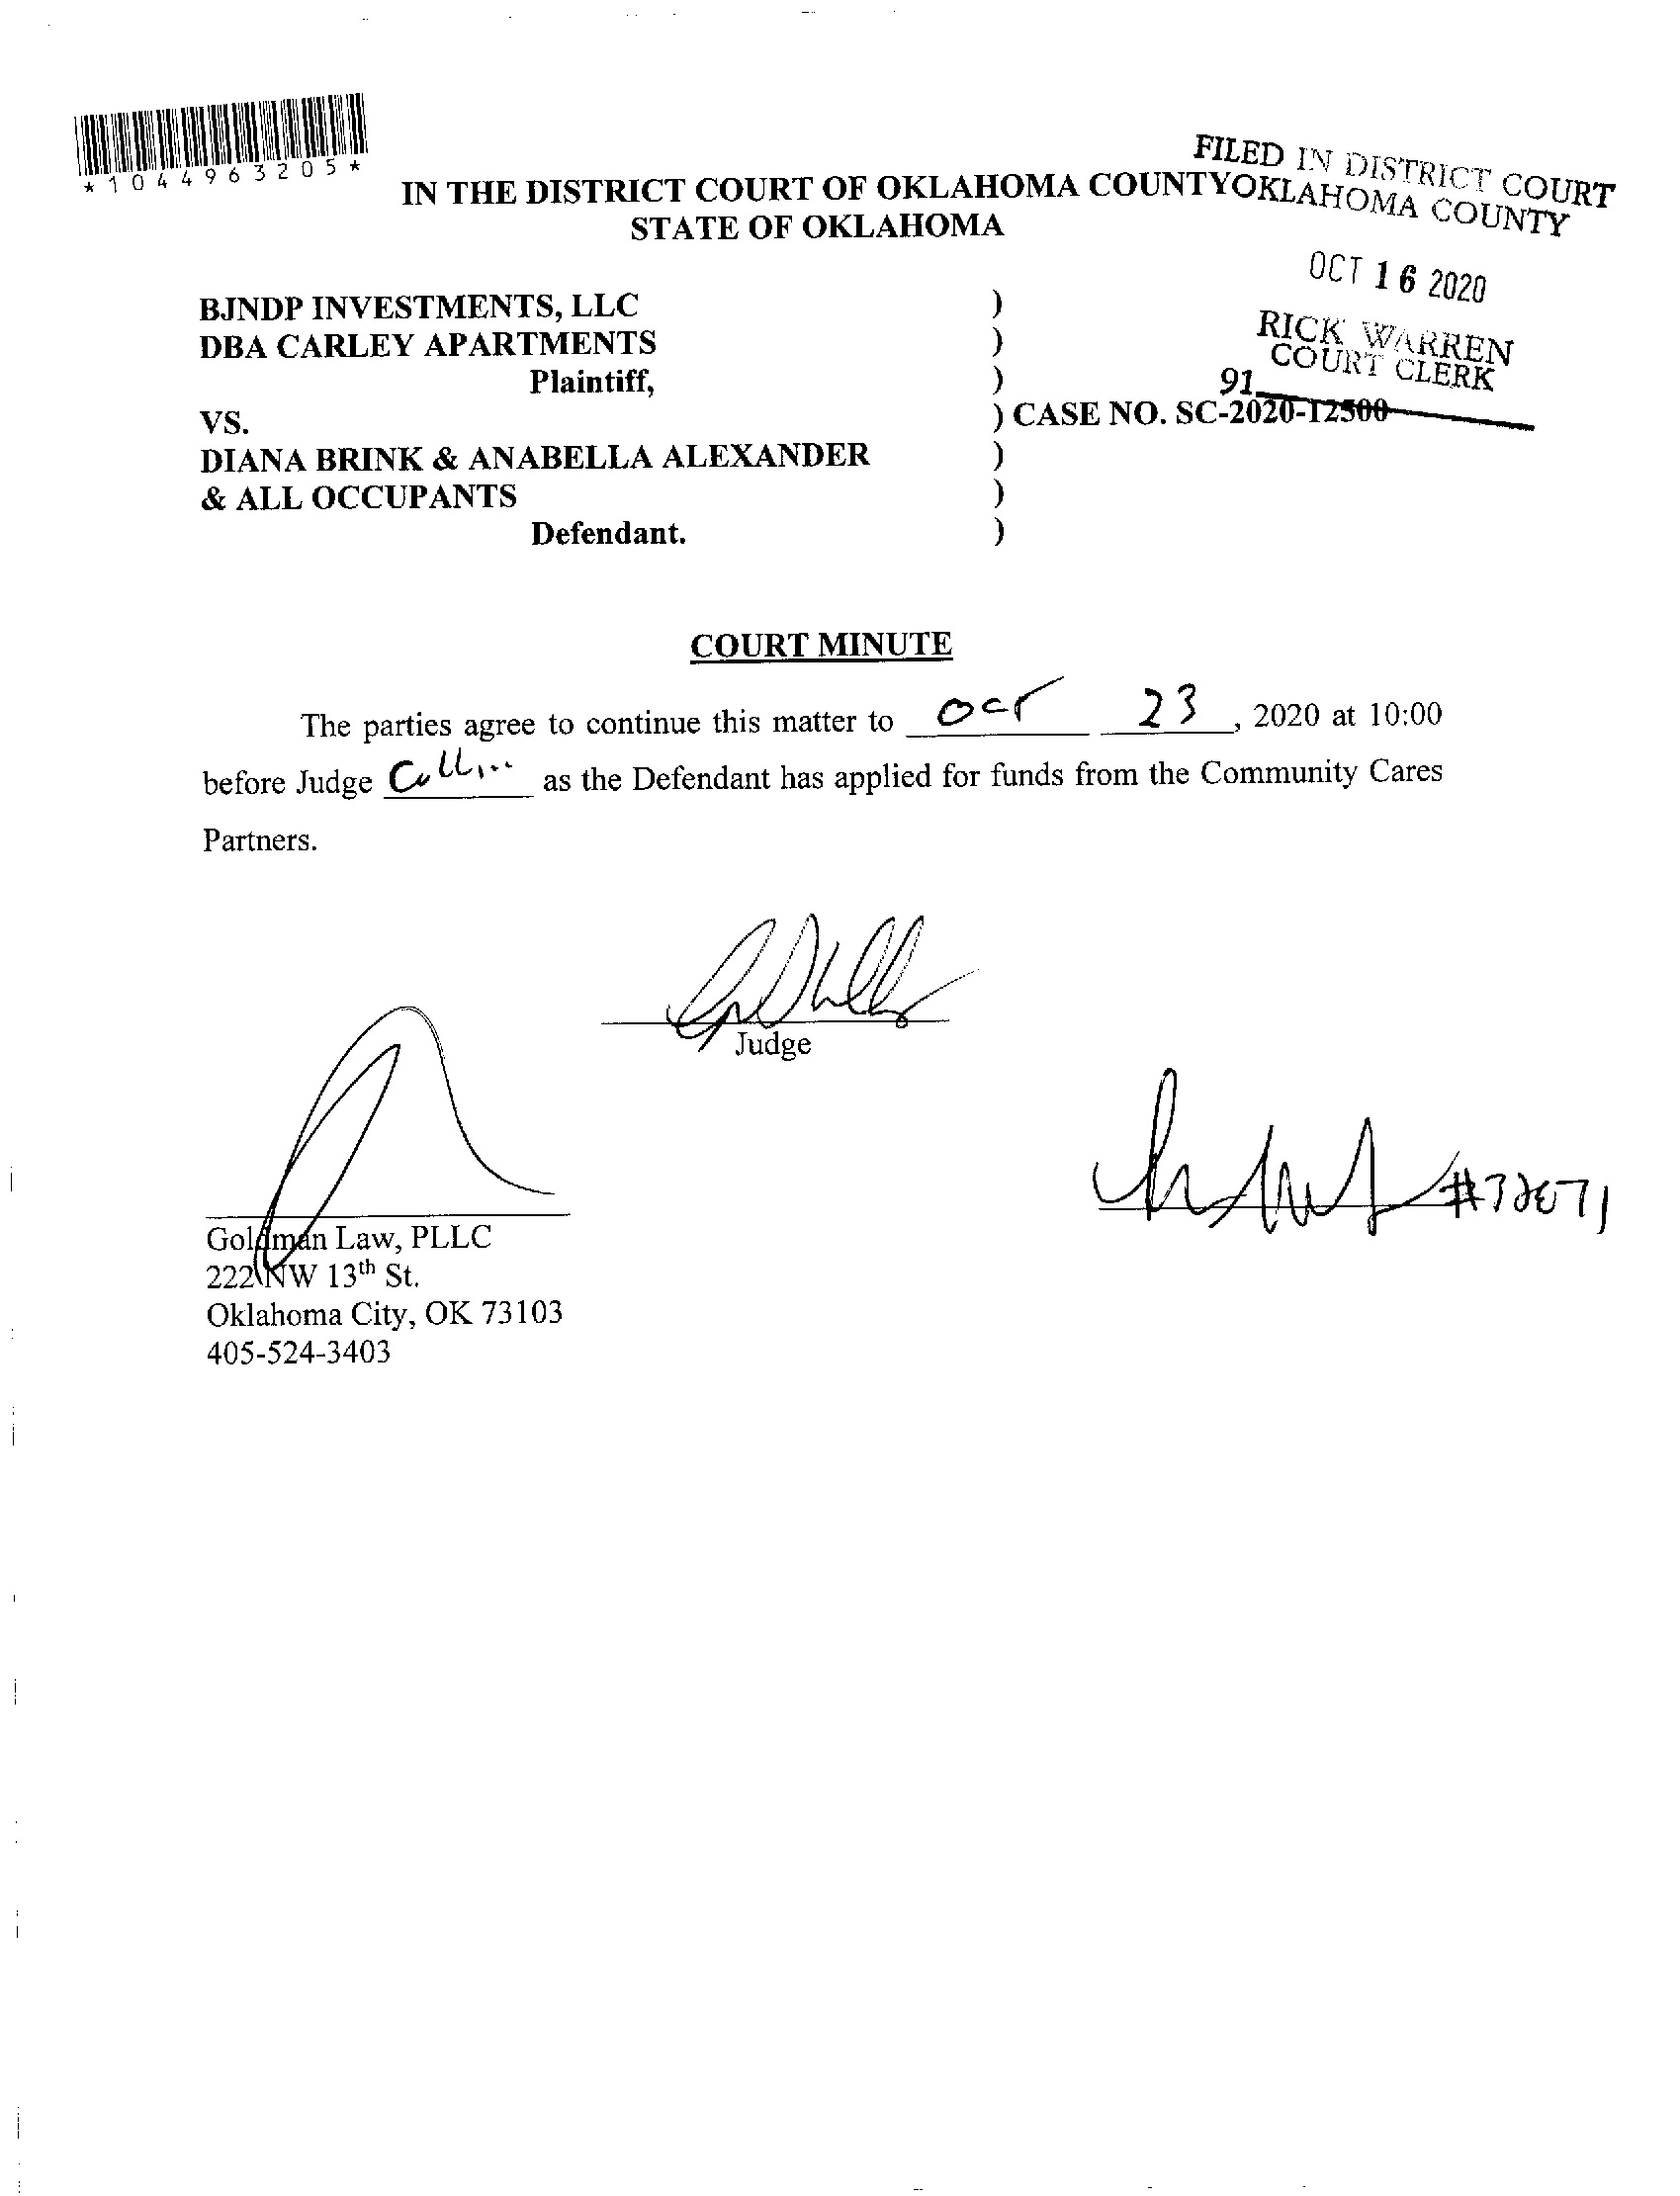 *1044963205*
FILED IN DISTRICT COURT
OKLAHOMA COUNTY
IN THE DISTRICT COURT OF OKLAHOMA COUNTY
STATE OF OKLAHOMA
OCT 16 2020
RICK WARREN
COURT CLERK
91
BJNDP INVESTMENTS, LLC )
DBA CARLEY APARTMENTS )
Plaintiff, )
VS. ) CASE NO. SC-2020-12500
DIANA BRINK & ANABELLA ALEXANDER )
& ALL OCCUPANTS )
Defendant. )
COURT MINUTE
The parties agree to continue this matter to Oct 23, 2020 at 10:00
before Judge Collins as the Defendant has applied for funds from the Community Cares
Partners.
Judge
Goldman Law, PLLC
222 NW 13th St.
Oklahoma City, OK 73103
405-524-3403